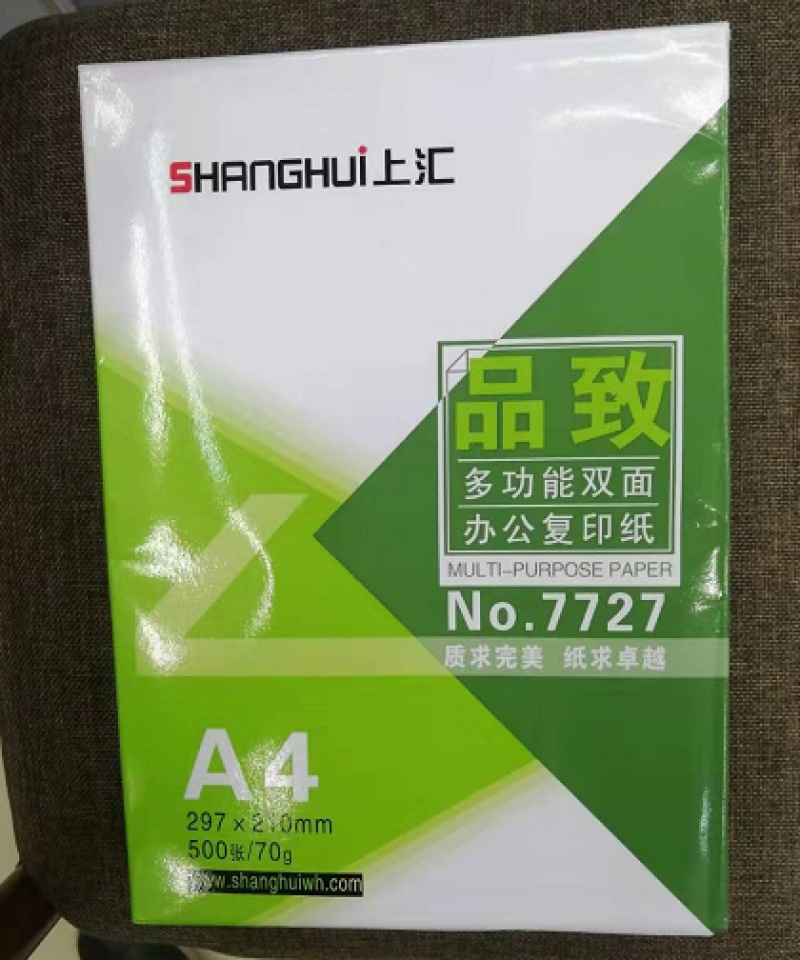 SHANGHUi上汇
品致
多功能双面
办公复印纸
MULTI-PURPOSE PAPER
No.7727
质求完美 纸求卓越
A4
297×210mm
500张/70g
www.shanghuiwh.com